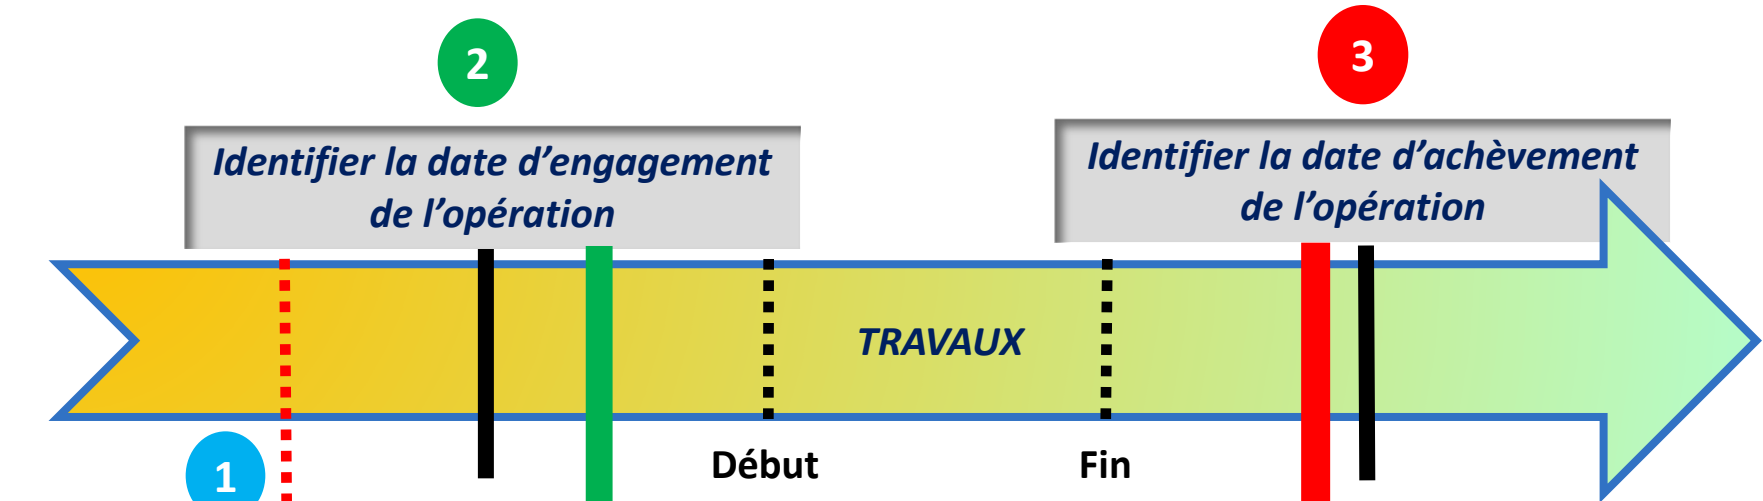 2
3
Identifier la date d’engagement
de l’opération
Identifier la date d’achèvement
de l’opération
TRAVAUX
Début
Fin
1